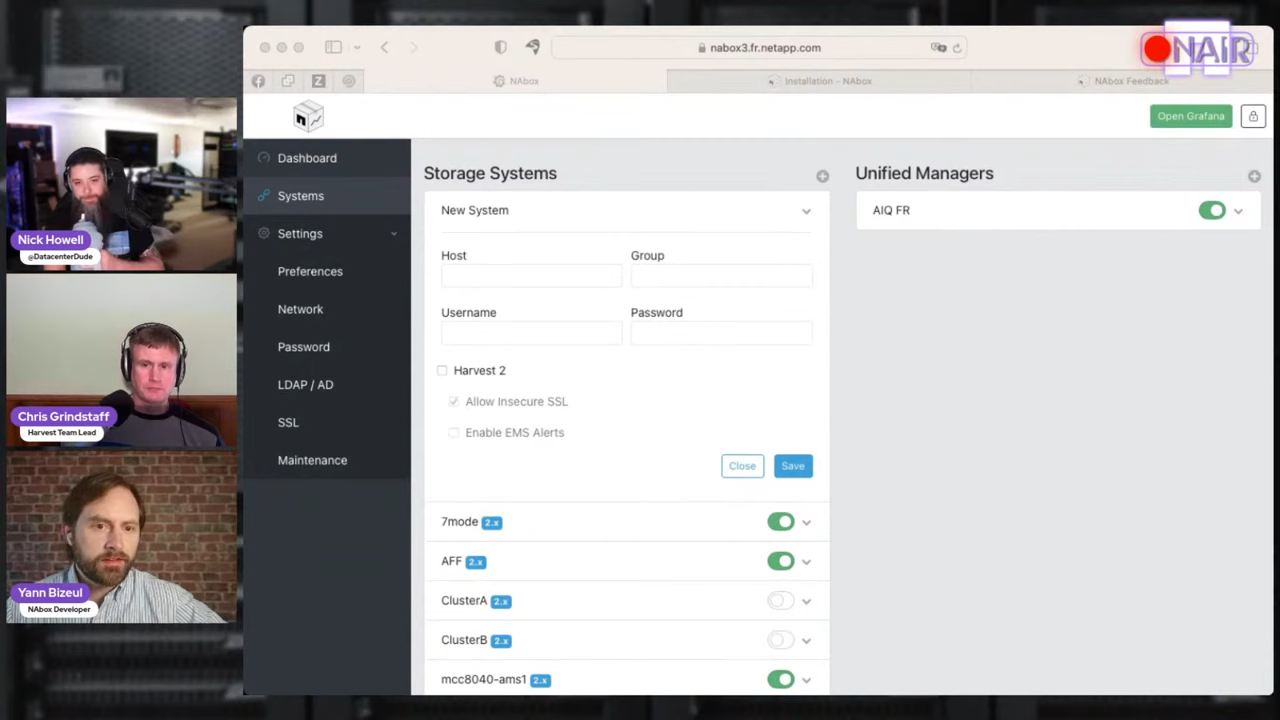 nabox3.fr.netapp.com
ON AIR
NAbox
Installation – NAbox
NAbox Feedback
Open Grafana
Dashboard
Systems
Settings
Preferences
Network
Password
LDAP / AD
SSL
Maintenance
Storage Systems
New System
Host
Group
Username
Password
Harvest 2
Allow Insecure SSL
Enable EMS Alerts
Close
Save
7mode 2.x
AFF 2.x
ClusterA 2.x
ClusterB 2.x
mcc8040-ams1 2.x
Unified Managers
AIQ FR
Nick Howell
@DatacenterDude
Chris Grindstaff
Harvest Team Lead
Yann Bizeul
NAbox Developer